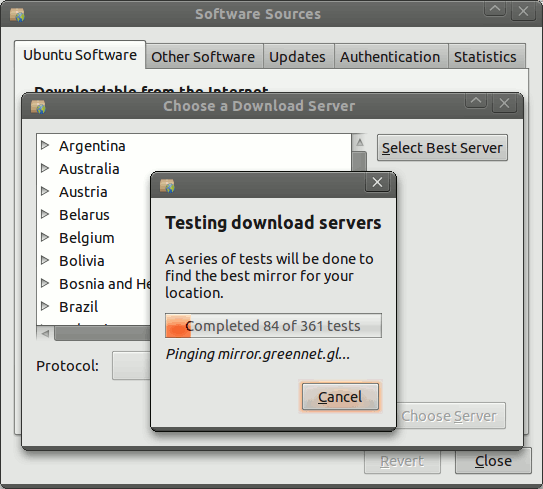 Software Sources
Ubuntu Software
Other Software
Updates
Authentication
Statistics
Downloadable from the Internet
Choose a Download Server
Argentina
Australia
Austria
Belarus
Belgium
Bolivia
Bosnia and He
Brazil
Select Best Server
Testing download servers
A series of tests will be done to
find the best mirror for your
location.
Completed 84 of 361 tests
Pinging mirror.greennet.gl...
Cancel
Protocol:
Choose Server
Revert
Close